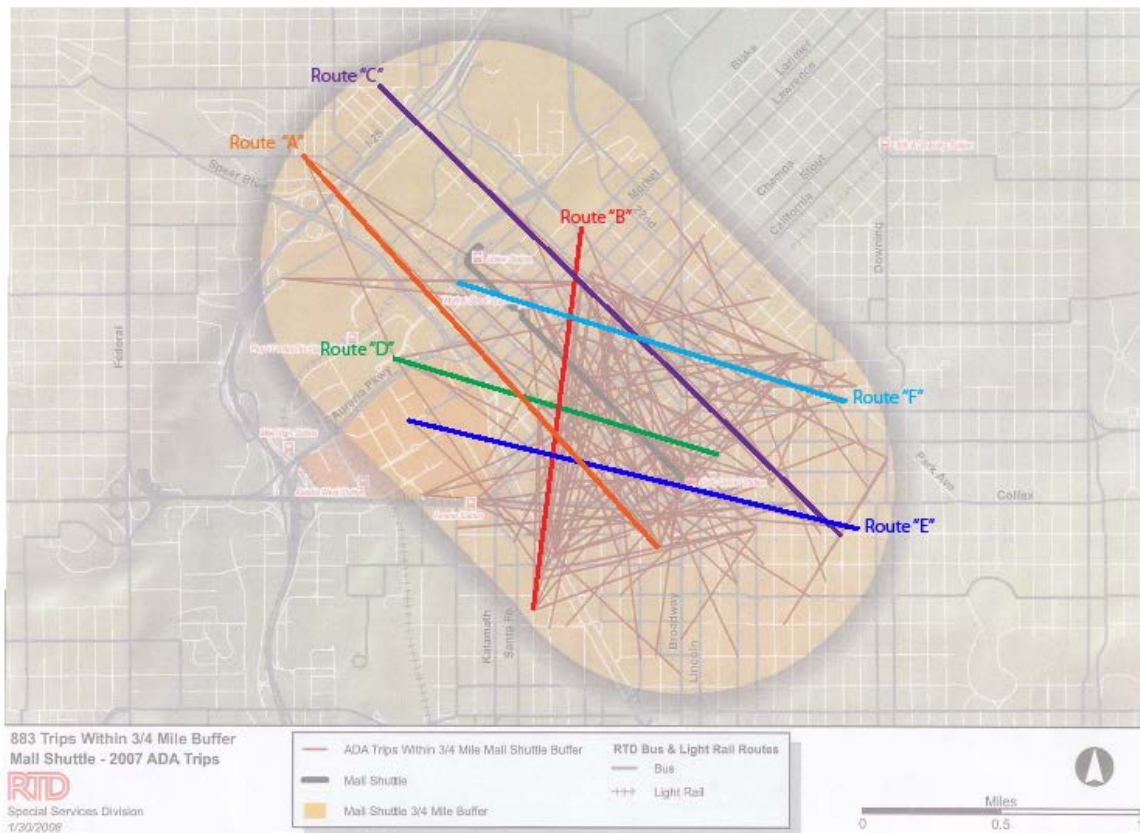 Route "C"
Route "A"
Route "B"
Route "D"
Route "F"
Route "E"
I-25
Blake
Larimer
Lawrence
Market
22nd
Champa
Stout
California
Downing
Federal
Auraria Pkwy
Park Ave
Colfax
Santa Fe
Broadway
Lincoln
883 Trips Within 3/4 Mile Buffer
Mall Shuttle - 2007 ADA Trips
RTD
Special Services Division
1/30/2008
ADA Trips Within 3/4 Mile Mall Shuttle Buffer
Mall Shuttle
Mall Shuttle 3/4 Mile Buffer
RTD Bus & Light Rail Routes
Bus
Light Rail
Miles
0 0.5 1